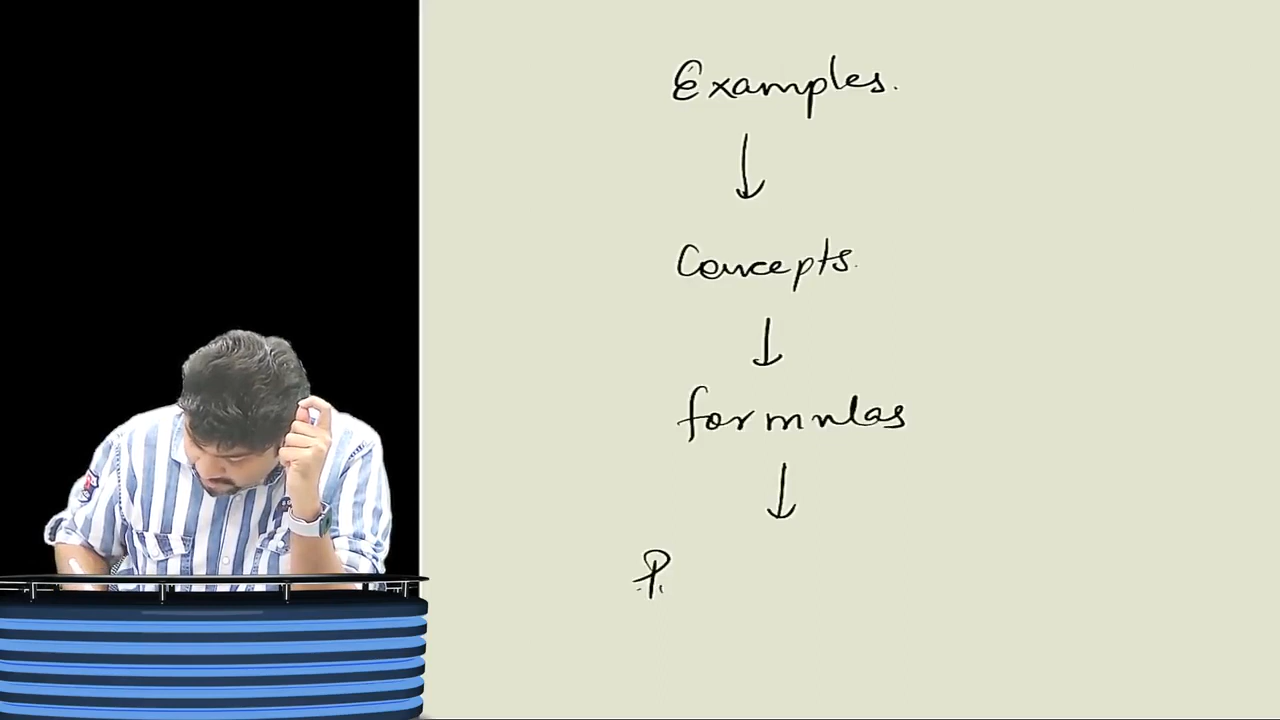 Examples.
↓
Concepts.
↓
formulas
↓
P